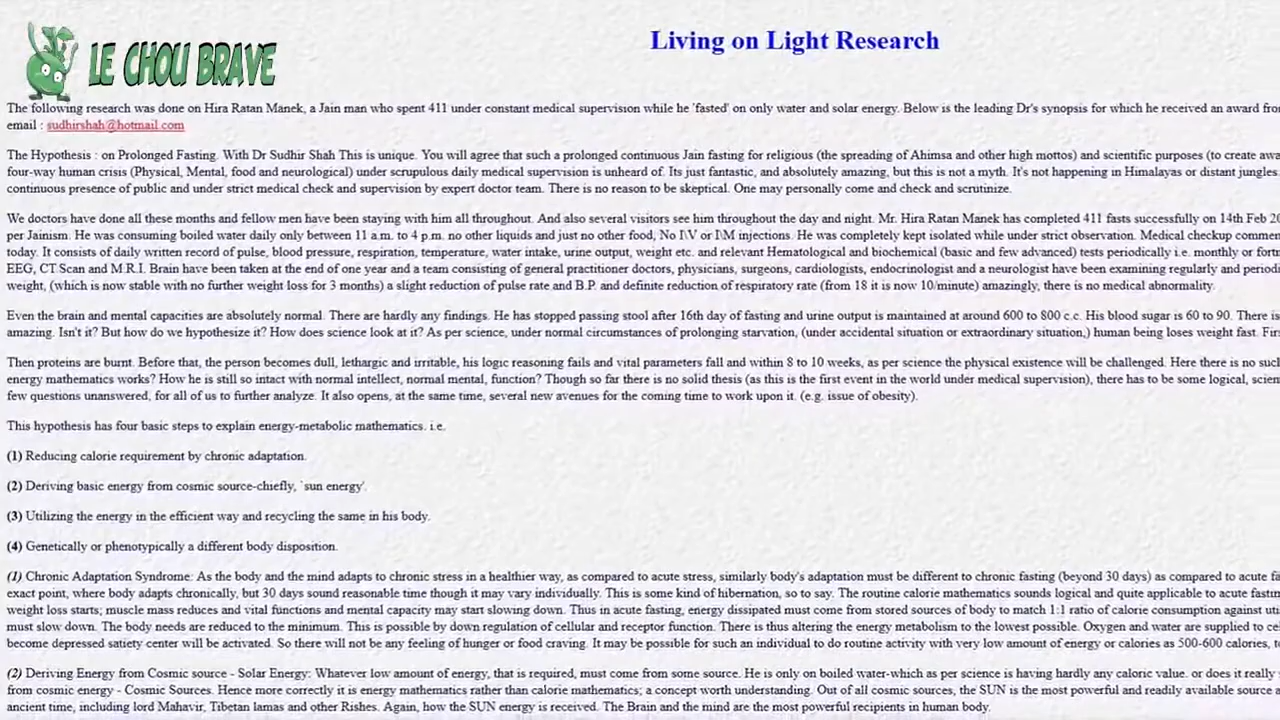 LE CHOU BRAVE
Living on Light Research
The following research was done on Hira Ratan Manek, a Jain man who spent 411 under constant medical supervision while he 'fasted' on only water and solar energy. Below is the leading Dr's synopsis for which he received an award
email : sudhirshah@hotmail.com
The Hypothesis : on Prolonged Fasting. With Dr Sudhir Shah This is unique. You will agree that such a prolonged continuous Jain fasting for religious (the spreading of Ahimsa and other high mottos) and scientific purposes (to create
four-way human crisis (Physical, Mental, food and neurological) under scrupulous daily medical supervision is unheard of. Its just fantastic, and absolutely amazing, but this is not a myth. It's not happening in Himalayas or distant jungles.
continuous presence of public and under strict medical check and supervision by expert doctor team. There is no reason to be skeptical. One may personally come and check and scrutinize.
We doctors have done all these months and fellow men have been staying with him all throughout. And also several visitors see him throughout the day and night. Mr. Hira Ratan Manek has completed 411 fasts successfully on 14th Feb
per Jainism. He was consuming boiled water daily only between 11 a.m. to 4 p.m. no other liquids and just no other food, No I\V or I\M injections. He was completely kept isolated while under strict observation. Medical checkup
today. It consists of daily written record of pulse, blood pressure, respiration, temperature, water intake, urine output, weight etc. and relevant Hematological and biochemical (basic and few advanced) tests periodically i.e. monthly or
EEG, CT Scan and M.R.I. Brain have been taken at the end of one year and a team consisting of general practitioner doctors, physicians, surgeons, cardiologists, endocrinologist and a neurologist have been examining regularly and
weight, (which is now stable with no further weight loss for 3 months) a slight reduction of pulse rate and B.P. and definite reduction of respiratory rate (from 18 it is now 10/minute) amazingly, there is no medical abnormality.
Even the brain and mental capacities are absolutely normal. There are hardly any findings. He has stopped passing stool after 16th day of fasting and urine output is maintained at around 600 to 800 c.c. His blood sugar is 60 to 90. There is
amazing. Isn't it? But how do we hypothesize it? How does science look at it? As per science, under normal circumstances of prolonging starvation, (under accidental situation or extraordinary situation,) human being loses weight fast.
Then proteins are burnt. Before that, the person becomes dull, lethargic and irritable, his logic reasoning fails and vital parameters fall and within 8 to 10 weeks, as per science the physical existence will be challenged. Here there is no
energy mathematics works? How he is still so intact with normal intellect, normal mental, function? Though so far there is no solid thesis (as this is the first event in the world under medical supervision), there has to be some logical,
few questions unanswered, for all of us to further analyze. It also opens, at the same time, several new avenues for the coming time to work upon it. (e.g. issue of obesity).
This hypothesis has four basic steps to explain energy-metabolic mathematics. i.e.
(1) Reducing calorie requirement by chronic adaptation.
(2) Deriving basic energy from cosmic source-chiefly, `sun energy'.
(3) Utilizing the energy in the efficient way and recycling the same in his body.
(4) Genetically or phenotypically a different body disposition.
(1) Chronic Adaptation Syndrome: As the body and the mind adapts to chronic stress in a healthier way, as compared to acute stress, similarly body's adaptation must be different to chronic fasting (beyond 30 days) as compared to acute
exact point, where body adapts chronically, but 30 days sound reasonable time though it may vary individually. This is some kind of hibernation, so to say. The routine calorie mathematics sounds logical and quite applicable to acute
weight loss starts; muscle mass reduces and vital functions and mental capacity may start slowing down. Thus in acute fasting, energy dissipated must come from stored sources of body to match 1:1 ratio of calorie consumption against
must slow down. The body needs are reduced to the minimum. This is possible by down regulation of cellular and receptor function. There is thus altering the energy metabolism to the lowest possible. Oxygen and water are supplied to
become depressed satiety center will be activated. So there will not be any feeling of hunger or food craving. It may be possible for such an individual to do routine activity with very low amount of energy or calories as 500-600 calories,
(2) Deriving Energy from Cosmic source - Solar Energy: Whatever low amount of energy, that is required, must come from some source. He is only on boiled water-which as per science is having hardly any caloric value. or does it really
from cosmic energy - Cosmic Sources. Hence more correctly it is energy mathematics rather than calorie mathematics; a concept worth understanding. Out of all cosmic sources, the SUN is the most powerful and readily available source
ancient time, including lord Mahavir, Tibetan lamas and other Rishes. Again, how the SUN energy is received. The Brain and the mind are the most powerful recipients in human body.